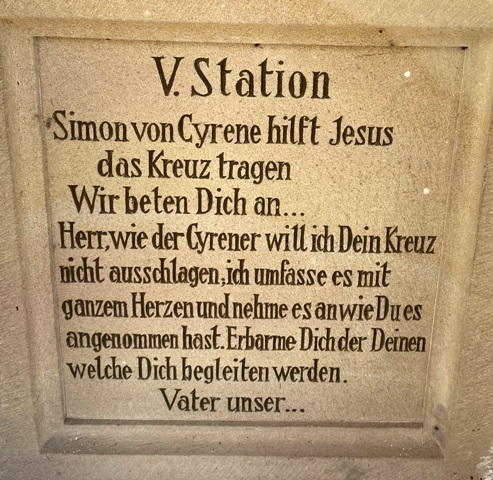 V. Station
Simon von Cyrene hilft Jesus
das Kreuz tragen
Wir beten Dich an...
Herr, wie der Cyrener will ich Dein Kreuz
nicht ausschlagen, ich umfasse es mit
ganzem Herzen und nehme es an wie Du es
angenommen hast. Erbarme Dich der Deinen
welche Dich begleiten werden.
Vater unser...